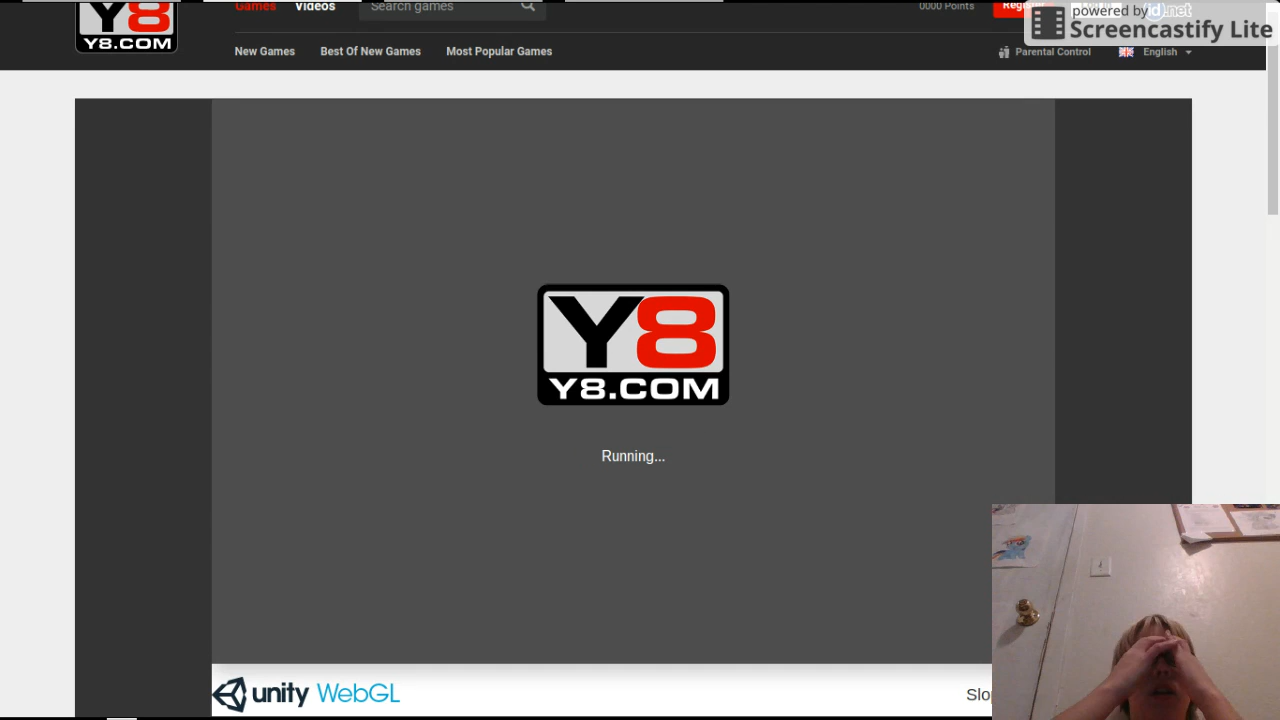 Games Videos Search games 0000 Points
powered by id.net
Screencastify Lite
Y8
Y8.COM
New Games Best Of New Games Most Popular Games Parental Control English
Y8
Y8.COM
Running...
unity WebGL